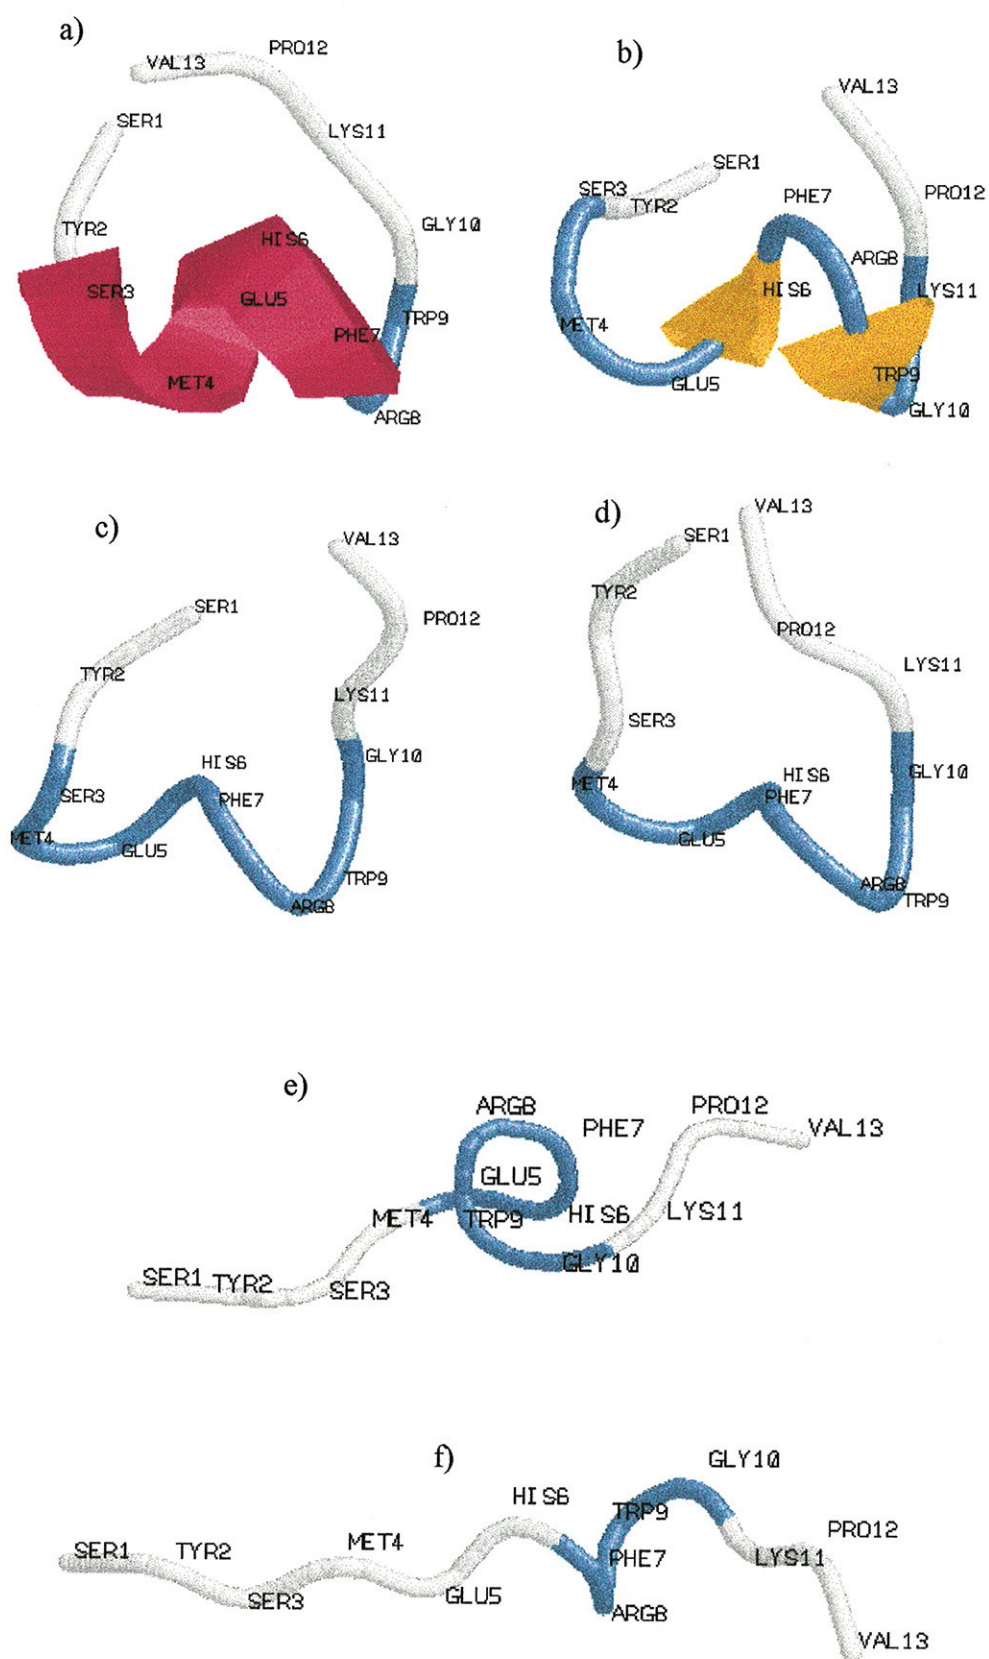 a)
PRO12
VAL13
SER1
LYS11
TYR2
GLY10
HIS6
SER3
GLU5
TRP9
PHE7
MET4
ARG8
b)
VAL13
SER1
SER3
TYR2
PHE7
PRO12
ARG8
HIS6
LYS11
MET4
GLU5
TRP9
GLY10
c)
VAL13
SER1
PRO12
TYR2
LYS11
GLY10
HIS6
SER3
PHE7
MET4
GLU5
TRP9
ARG8
d)
VAL13
SER1
TYR2
PRO12
LYS11
SER3
GLY10
MET4
HIS6
PHE7
GLU5
ARG8
TRP9
e)
ARG8
PHE7
PRO12
VAL13
GLU5
MET4
TRP9
HIS6
LYS11
GLY10
SER1
TYR2
SER3
f)
GLY10
HIS6
TRP9
PRO12
MET4
SER1
TYR2
PHE7
LYS11
SER3
GLU5
ARG8
VAL13